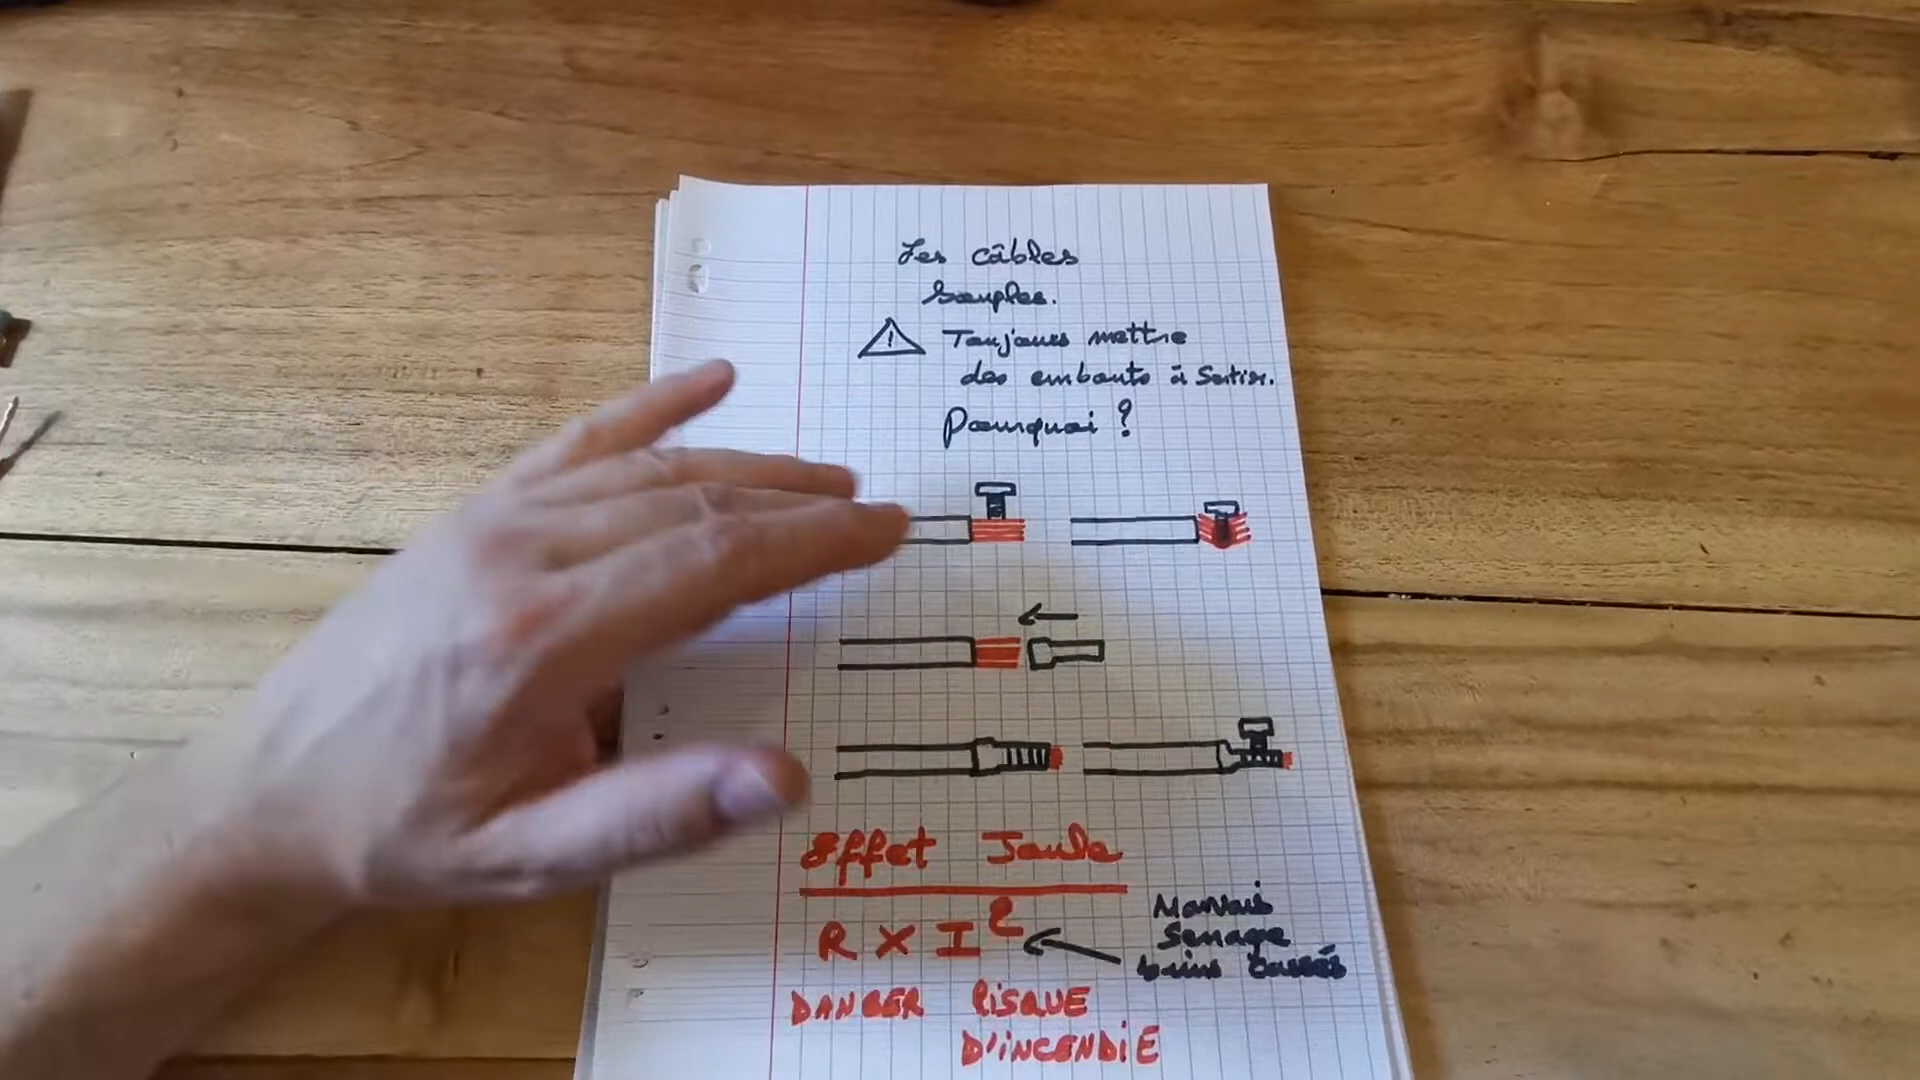 Les câbles
Souples.
Toujours mettre
des embouts à Sertir.
Pourquoi ?
Effet Joule
R X I²
Mauvais
Serrage
brins cassés
DANGER RISQUE
D'INCENDIE